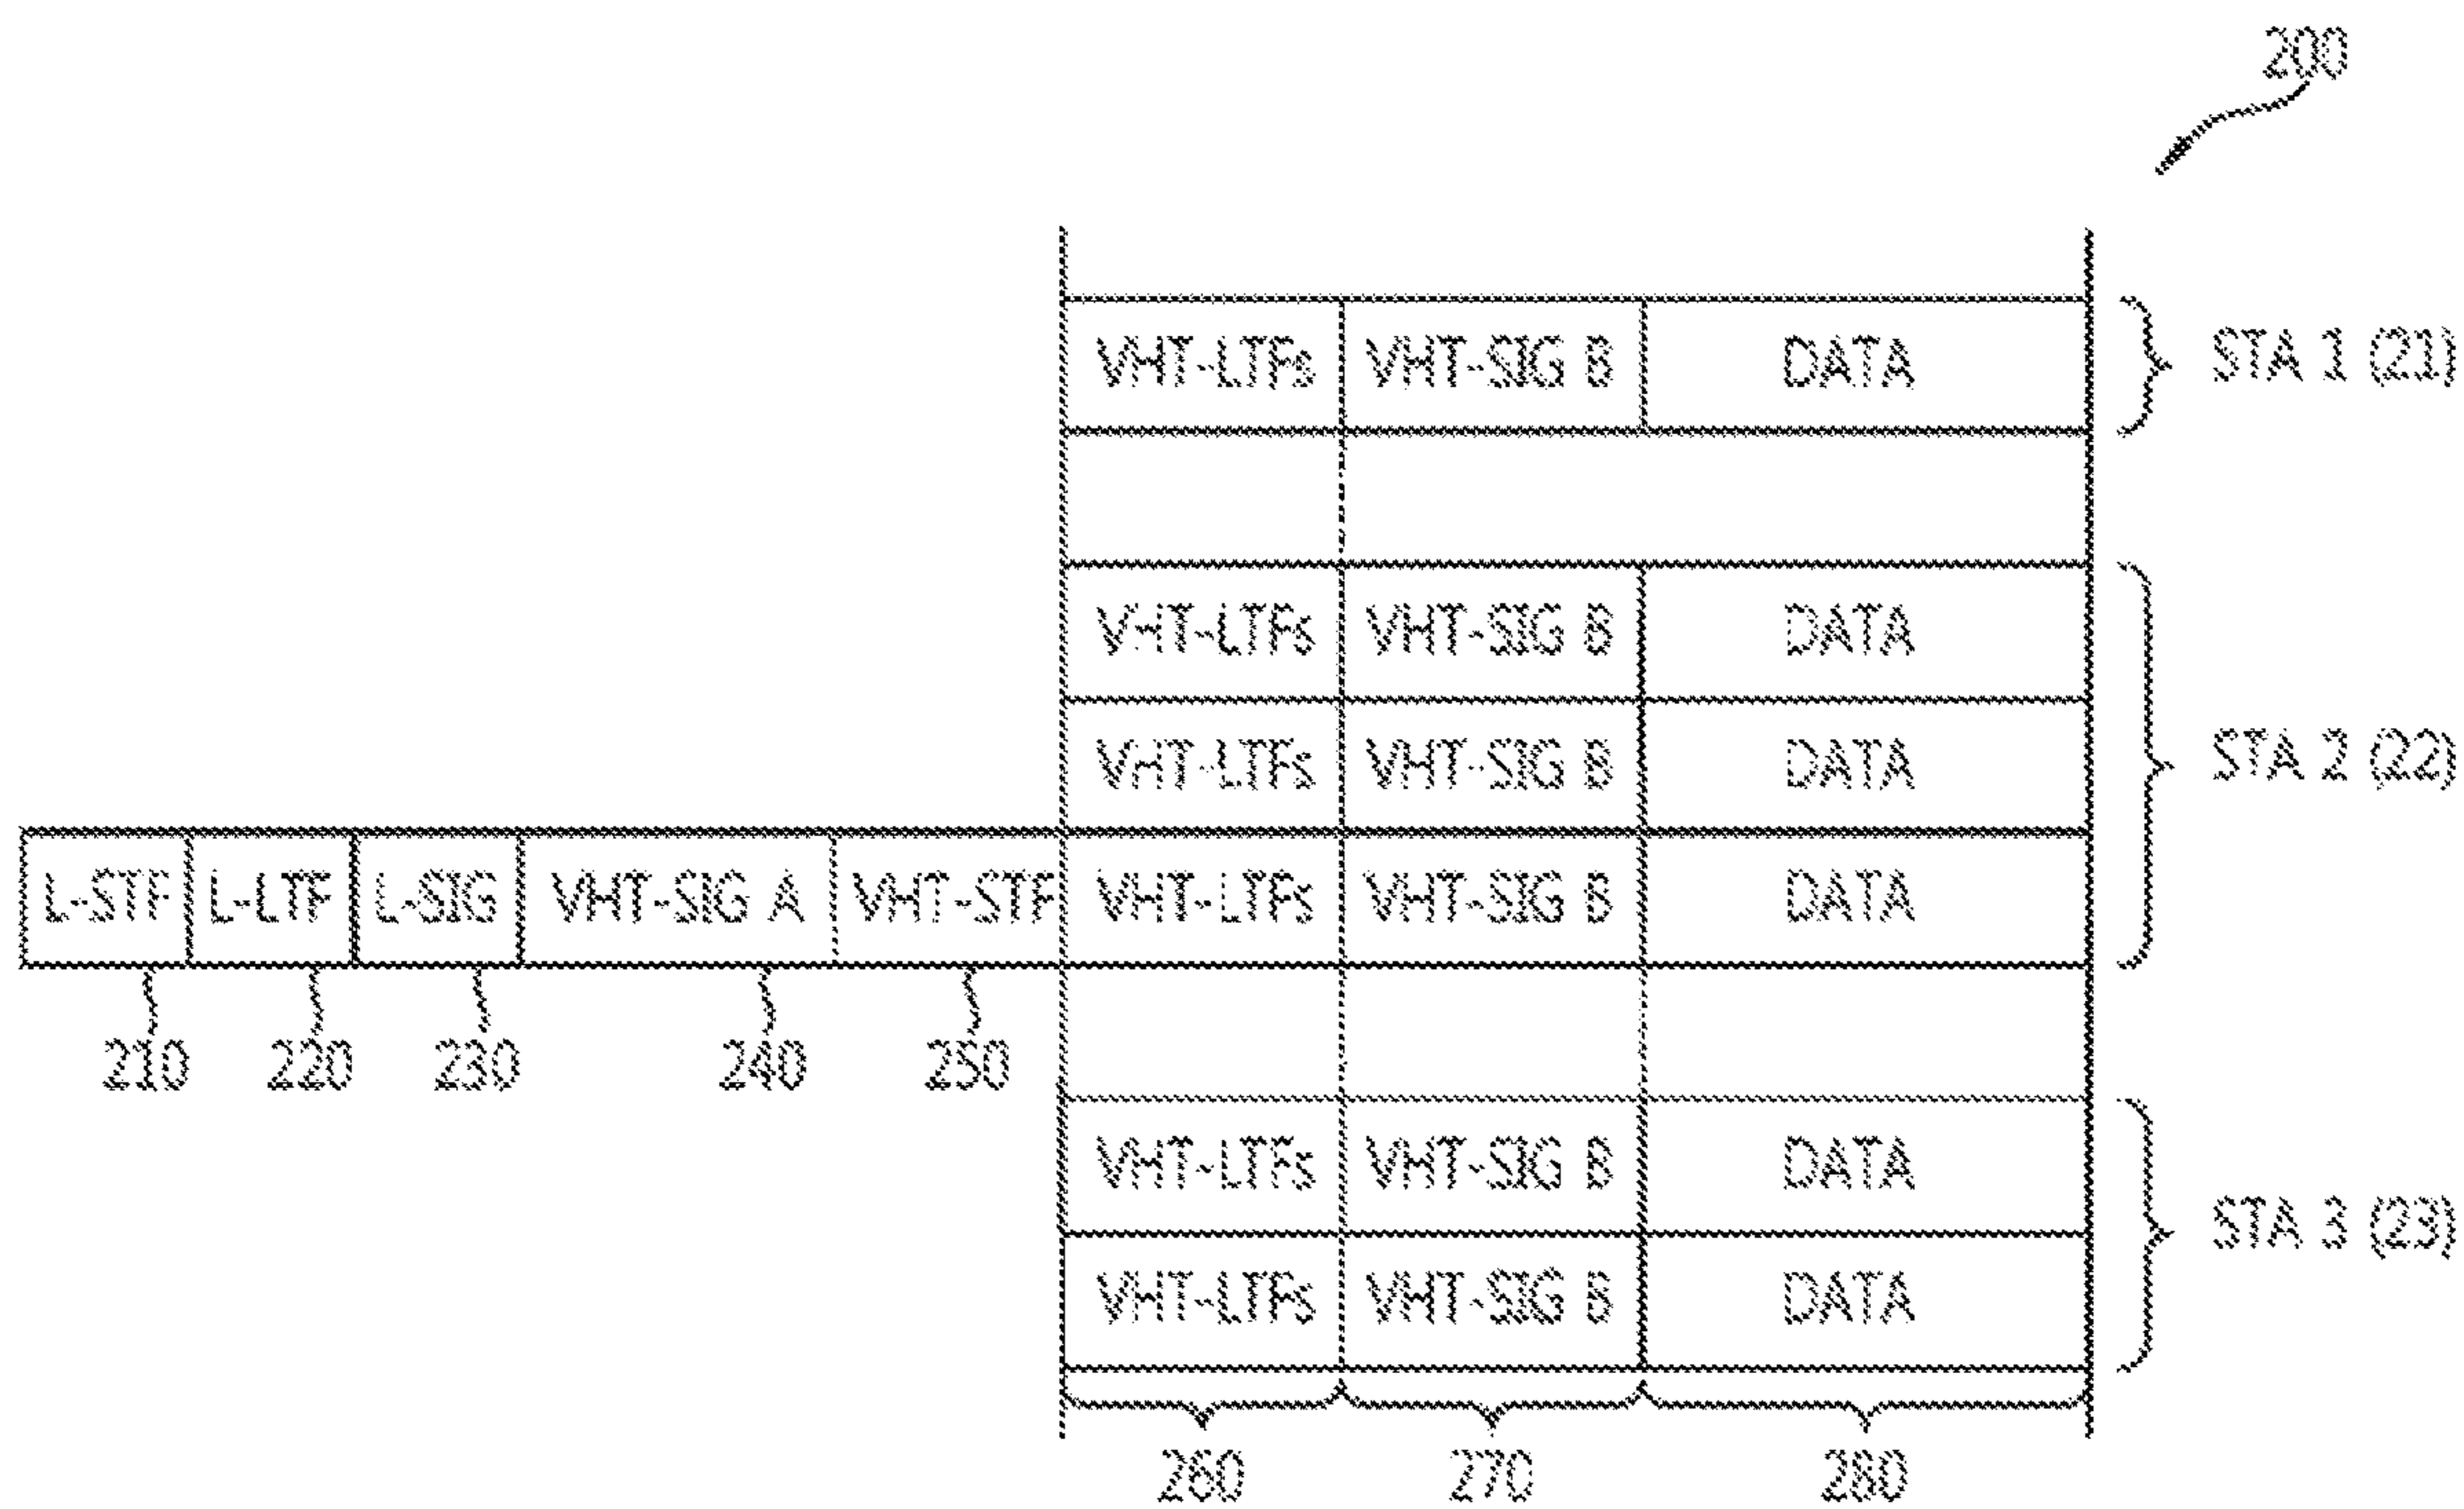 200
VHT-LTFs VHT-SIG B DATA STA 1 (21)
VHT-LTFs VHT-SIG B DATA
VHT-LTFs VHT-SIG B DATA STA 2 (22)
L-STF L-LTF L-SIG VHT-SIG A VHT-STF VHT-LTFs VHT-SIG B DATA
210 220 230 240 250
VHT-LTFs VHT-SIG B DATA
STA 3 (23)
VHT-LTFs VHT-SIG B DATA
260 270 280